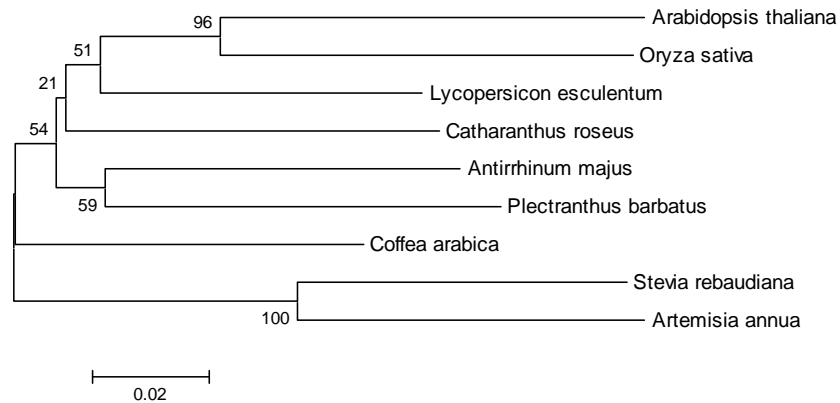 96
Arabidopsis thaliana
51
Oryza sativa
21
Lycopersicon esculentum
54
Catharanthus roseus
Antirrhinum majus
59
Plectranthus barbatus
Coffea arabica
Stevia rebaudiana
100
Artemisia annua
0.02